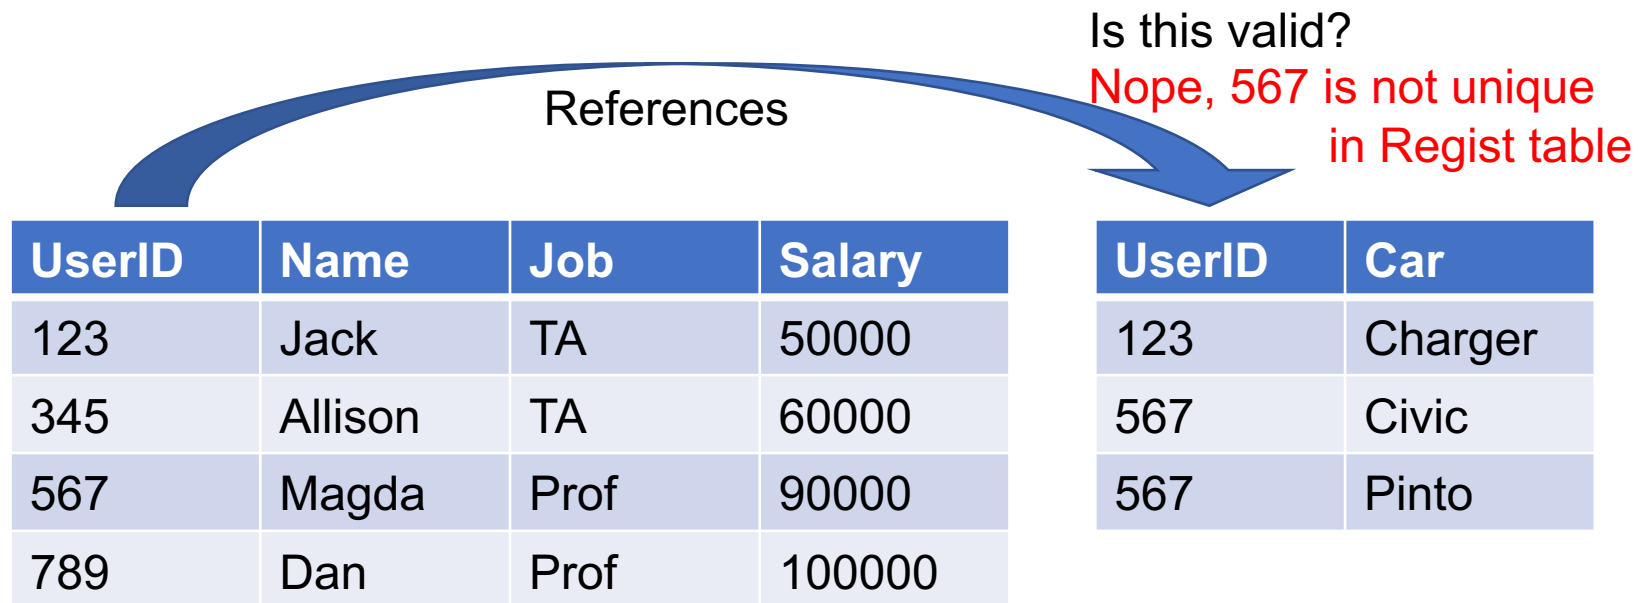 Is this valid?
Nope, 567 is not unique
in Regist table
References
UserID Name Job Salary
123 Jack TA 50000
345 Allison TA 60000
567 Magda Prof 90000
789 Dan Prof 100000
UserID Car
123 Charger
567 Civic
567 Pinto